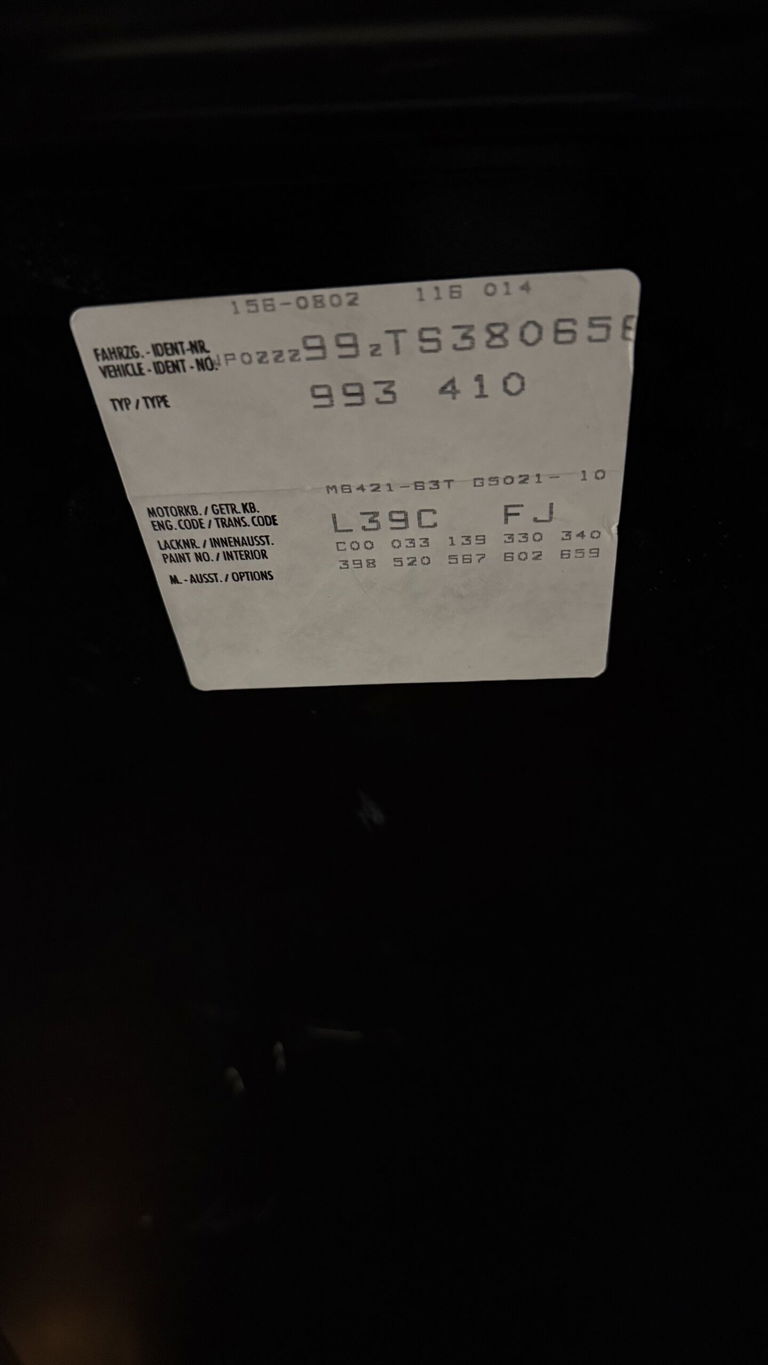 156-0802 116 014
FAHRZG.-IDENT-NR.
VEHICLE-IDENT-NO. WP0ZZZ99ZTS38065
TYP / TYPE 993 410
M6421-63T G5021- 10
MOTORKB. / GETR. KB.
ENG. CODE / TRANS. CODE
L39C FJ
LACKNR. / INNENAUSST.
PAINT NO. / INTERIOR
C00 033 139 330 340
M.-AUSST. / OPTIONS
398 520 567 602 659